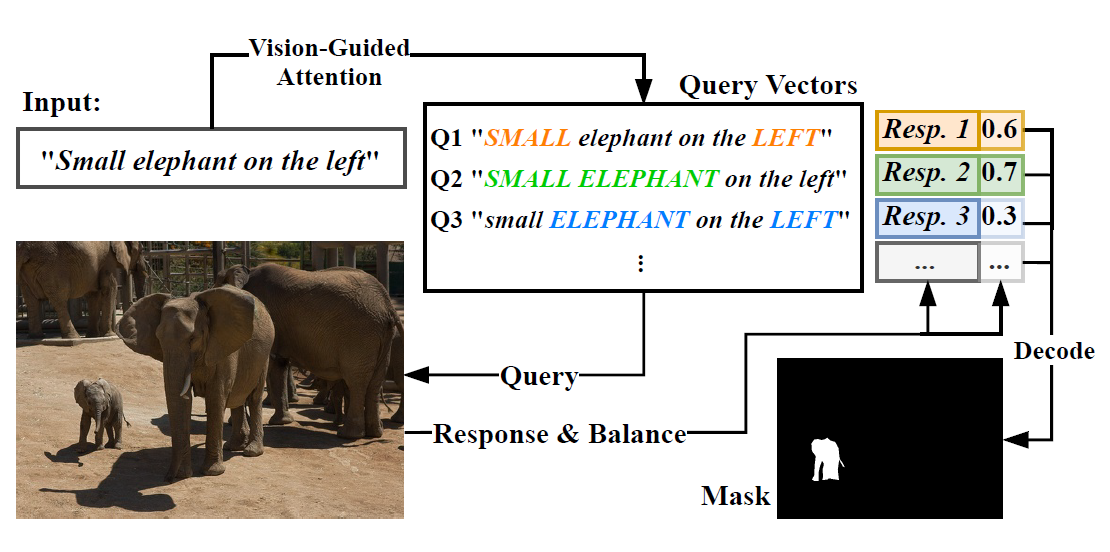 Vision-Guided
Attention
Input:
"Small elephant on the left"
Query Vectors
Q1 "SMALL elephant on the LEFT"
Q2 "SMALL ELEPHANT on the left"
Q3 "small ELEPHANT on the LEFT"
⋮
Resp. 1 0.6
Resp. 2 0.7
Resp. 3 0.3
... ...
Decode
Query
Response & Balance
Mask